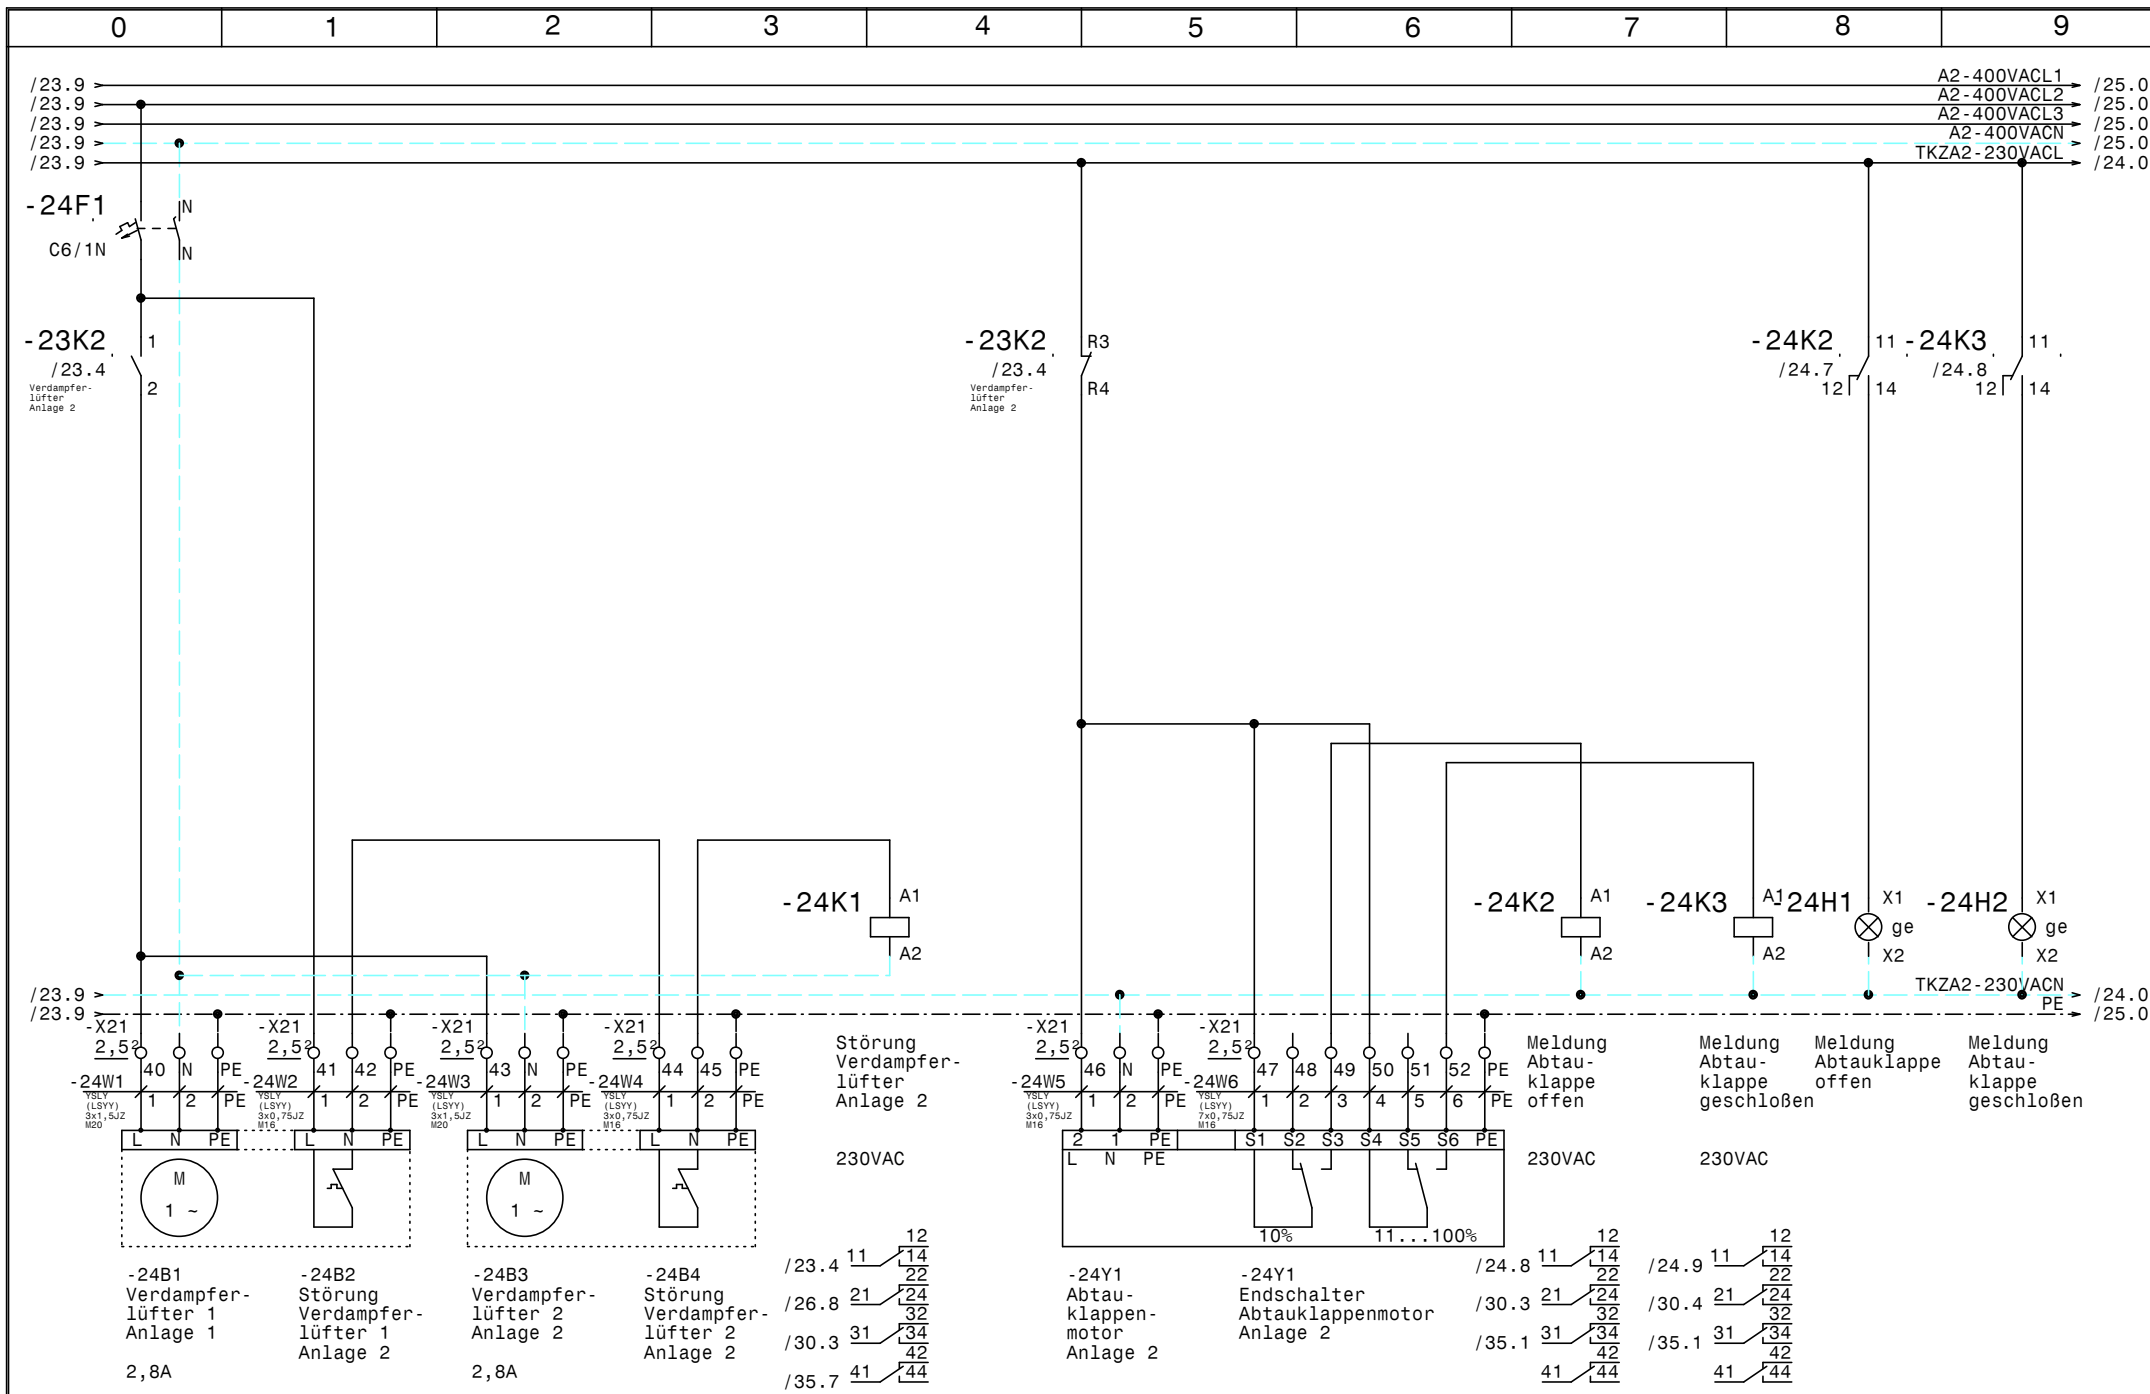 0 1 2 3 4 5 6 7 8 9
/23.9 A2-400VACL1 /25.0
/23.9 A2-400VACL2 /25.0
/23.9 A2-400VACL3 /25.0
/23.9 A2-400VACN /25.0
/23.9 TKZA2-230VACL /24.0
-24F1 N
C6/1N N
-23K2 1 -23K2 R3 -24K2 11 -24K3 11
/23.4 /23.4 /24.7 /24.8
2 R4 12 14 12 14
Verdampfer-
lüfter
Anlage 2
Verdampfer-
lüfter
Anlage 2
-24K1 A1 -24K2 A1 -24K3 A1 -24H1 X1 -24H2 X1
ge ge
A2 A2 A2 X2 X2
/23.9 TKZA2-230VACN /24.0
/23.9 PE /25.0
-X21 -X21 -X21 -X21 -X21 -X21
2,5² 2,5² 2,5² 2,5² 2,5² 2,5²
40 N PE 41 42 PE 43 N PE 44 45 PE 46 N PE 47 48 49 50 51 52 PE
-24W1 -24W2 -24W3 -24W4 -24W5 -24W6
1 2 PE 1 2 PE 1 2 PE 1 2 PE 1 2 PE 1 2 3 4 5 6 PE
YSLY
(LSYY)
3x1,5JZ
M20
YSLY
(LSYY)
3x0,75JZ
M16
YSLY
(LSYY)
3x1,5JZ
M20
YSLY
(LSYY)
3x0,75JZ
M16
YSLY
(LSYY)
3x0,75JZ
M16
YSLY
(LSYY)
7x0,75JZ
M16
Störung
Verdampfer-
lüfter
Anlage 2
230VAC
Meldung
Abtau-
klappe
offen
230VAC
Meldung
Abtau-
klappe
geschloßen
230VAC
Meldung
Abtauklappe
offen
Meldung
Abtau-
klappe
geschloßen
L N PE L N PE L N PE L N PE 2 1 PE S1 S2 S3 S4 S5 S6 PE
L N PE
M
1 ~
M
1 ~
10% 11...100%
-24B1
Verdampfer-
lüfter 1
Anlage 1
2,8A
-24B2
Störung
Verdampfer-
lüfter 1
Anlage 2
-24B3
Verdampfer-
lüfter 2
Anlage 2
2,8A
-24B4
Störung
Verdampfer-
lüfter 2
Anlage 2
12
/23.4 11 14
22
/26.8 21 24
32
/30.3 31 34
42
/35.7 41 44
-24Y1
Abtau-
klappen-
motor
Anlage 2
-24Y1
Endschalter
Abtauklappenmotor
Anlage 2
12
/24.8 11 14
22
/30.3 21 24
32
/35.1 31 34
42
41 44
12
/24.9 11 14
22
/30.4 21 24
32
/35.1 31 34
42
41 44